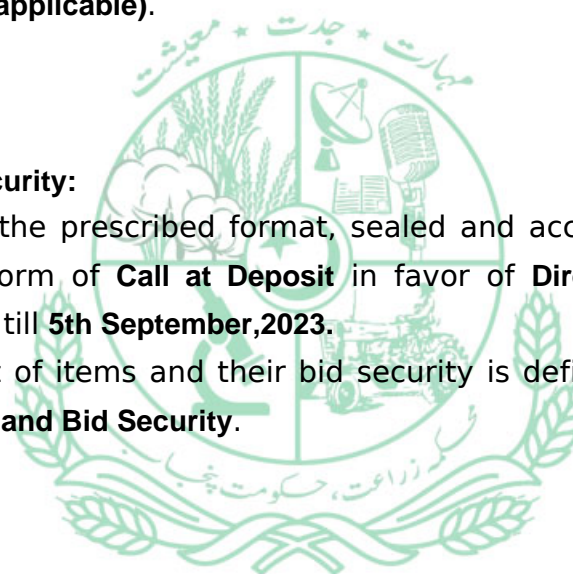 applicable).
مہارت ★ جدت ★ معیشت
curity:
the prescribed format, sealed and acc
orm of Call at Deposit in favor of Dir
till 5th September,2023.
t of items and their bid security is def
and Bid Security.
محکمہ زراعت، حکومت پنجاب